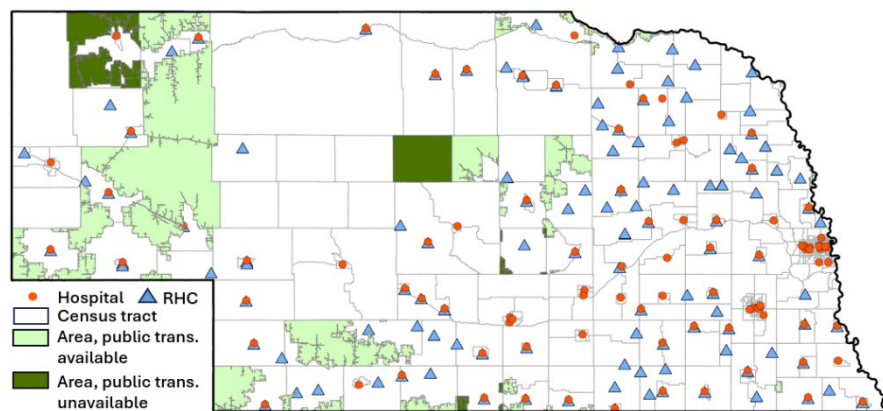 Hospital RHC
Census tract
Area, public trans.
available
Area, public trans.
unavailable